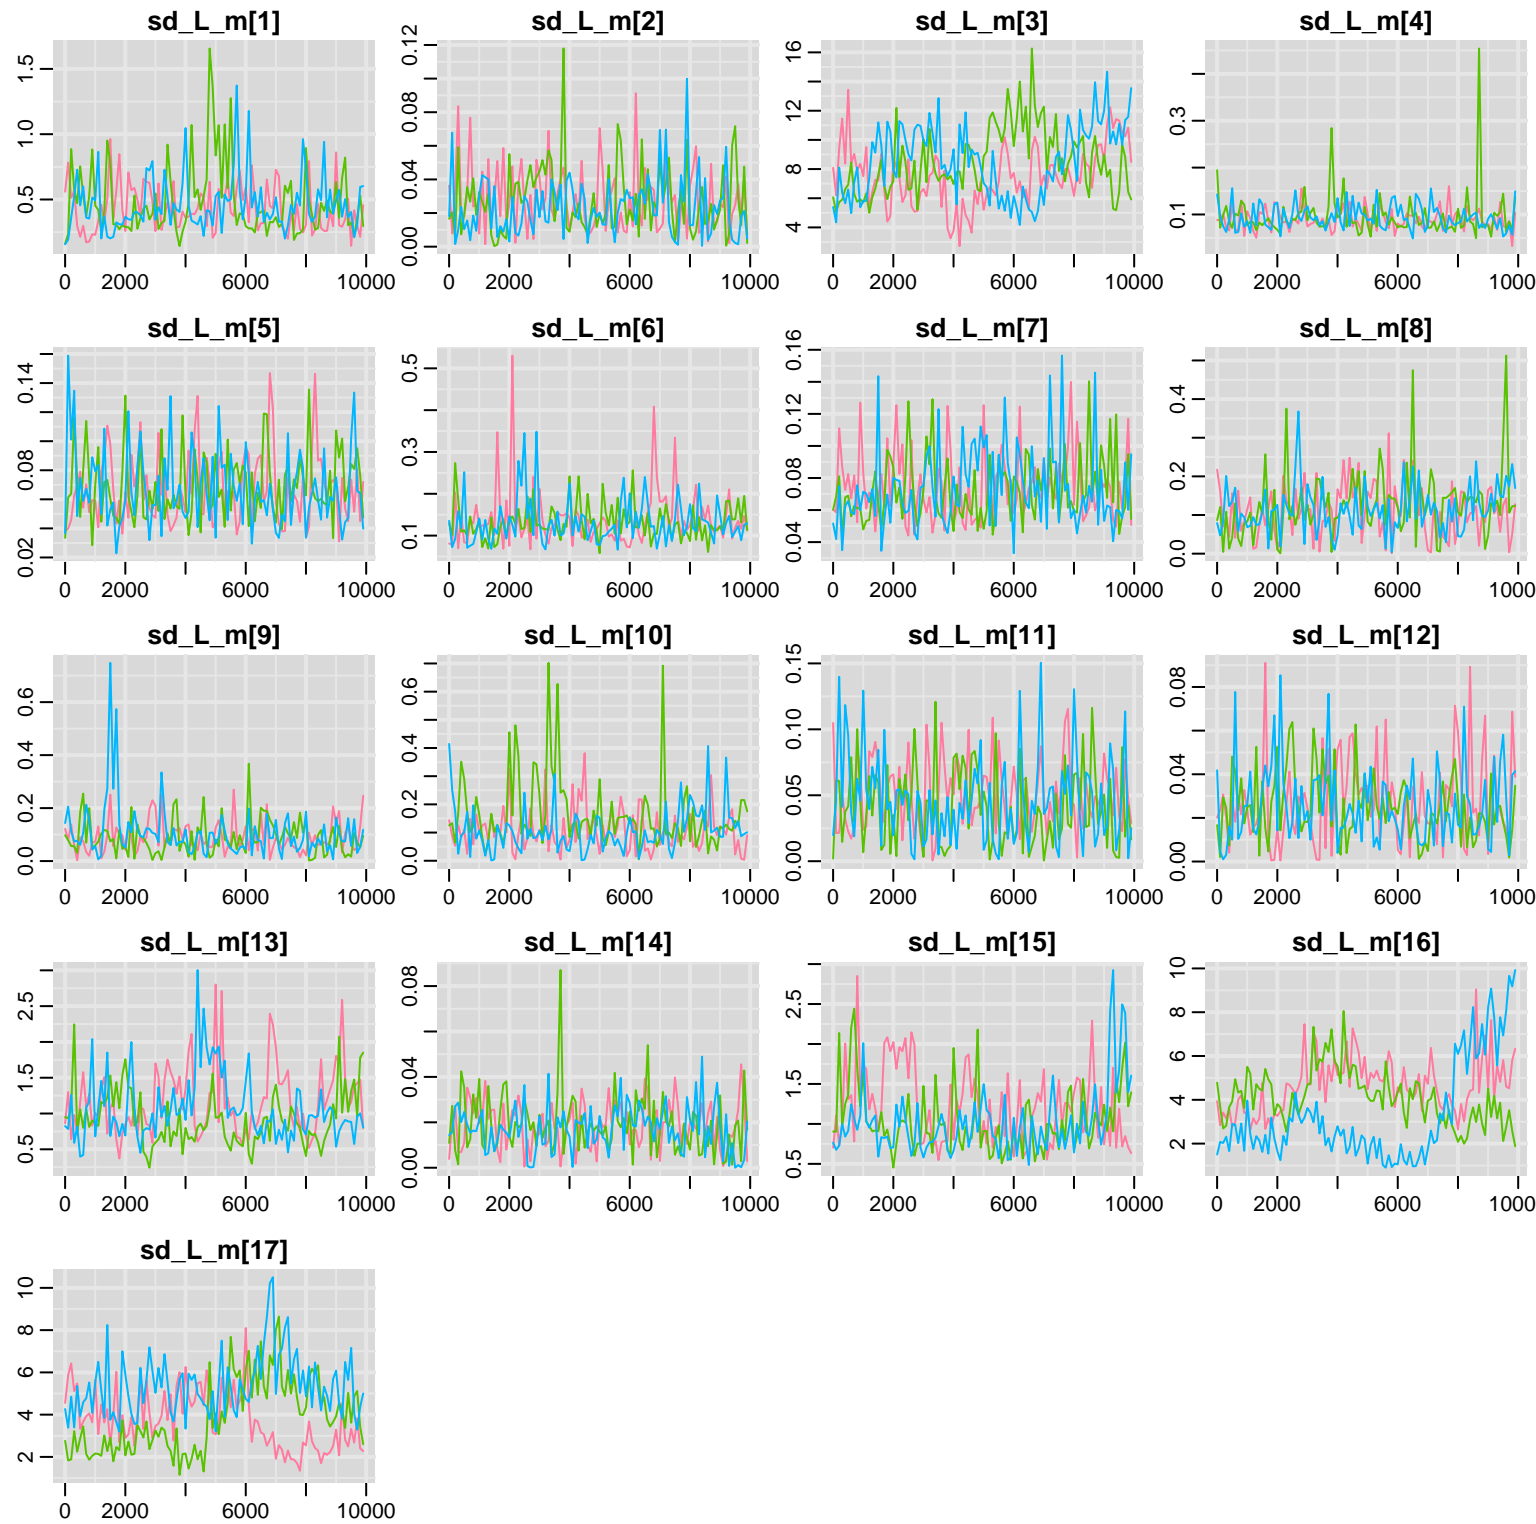 sd_L_m[1] sd_L_m[2] sd_L_m[3] sd_L_m[4]
0.5 1.0 1.5
0.00 0.04 0.08 0.12
4 8 12 16
0.1 0.3
0 2000 6000 10000 0 2000 6000 10000 0 2000 6000 10000 0 2000 6000 1000
sd_L_m[5] sd_L_m[6] sd_L_m[7] sd_L_m[8]
0.02 0.08 0.14
0.1 0.3 0.5
0.04 0.08 0.12 0.16
0.0 0.2 0.4
0 2000 6000 10000 0 2000 6000 10000 0 2000 6000 10000 0 2000 6000 1000
sd_L_m[9] sd_L_m[10] sd_L_m[11] sd_L_m[12]
0.0 0.2 0.4 0.6
0.0 0.2 0.4 0.6
0.00 0.05 0.10 0.15
0.00 0.04 0.08
0 2000 6000 10000 0 2000 6000 10000 0 2000 6000 10000 0 2000 6000 1000
sd_L_m[13] sd_L_m[14] sd_L_m[15] sd_L_m[16]
0.5 1.5 2.5
0.00 0.04 0.08
0.5 1.5 2.5
2 4 6 8 10
0 2000 6000 10000 0 2000 6000 10000 0 2000 6000 10000 0 2000 6000 1000
sd_L_m[17]
2 4 6 8 10
0 2000 6000 10000